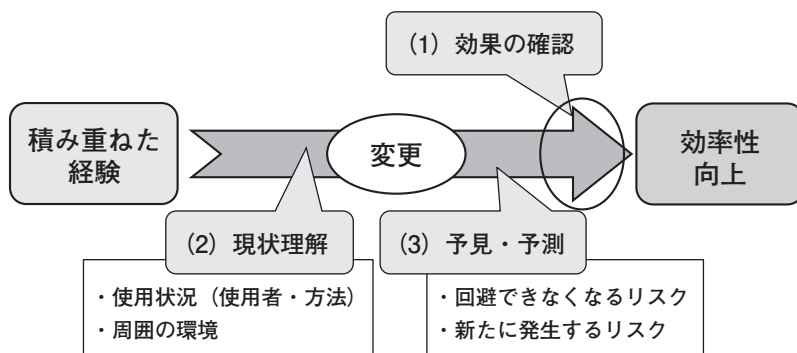 (1) 効果の確認
積み重ねた
経験
変更
効率性
向上
(2) 現状理解
・使用状況（使用者・方法）
・周囲の環境
(3) 予見・予測
・回避できなくなるリスク
・新たに発生するリスク